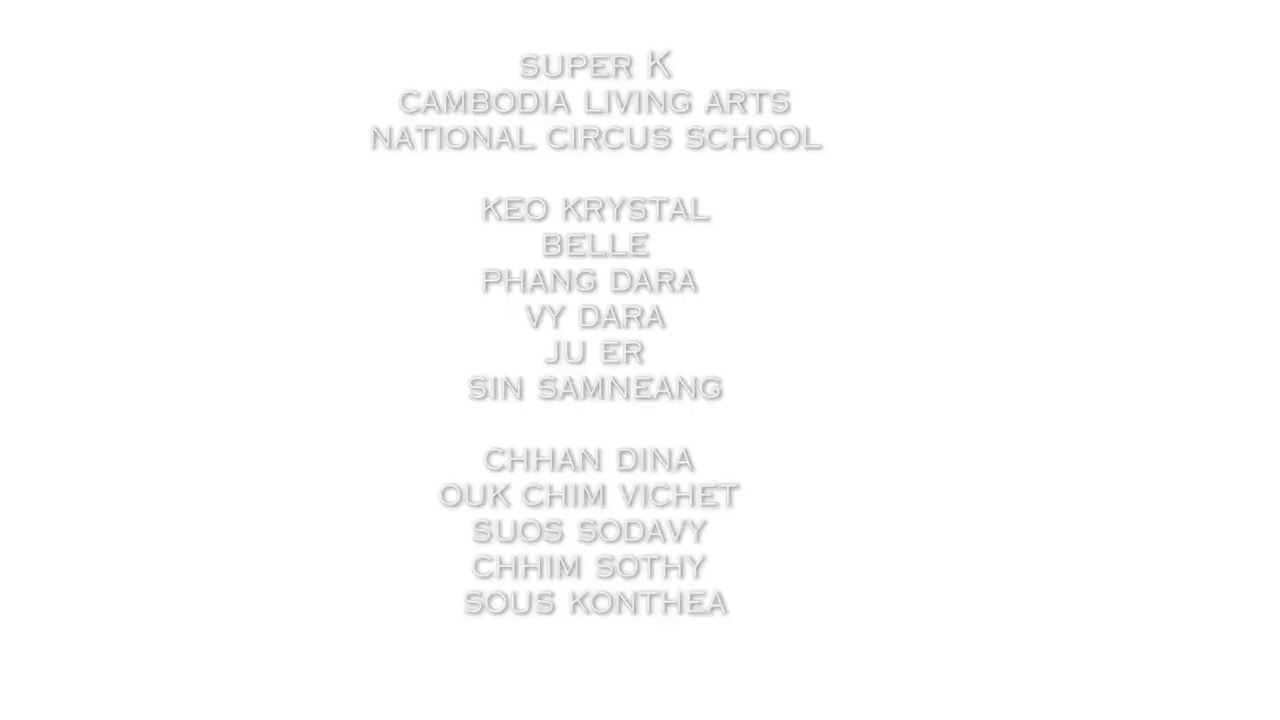 SUPER K
CAMBODIA LIVING ARTS
NATIONAL CIRCUS SCHOOL
KEO KRYSTAL
BELLE
PHANG DARA
VY DARA
JU ER
SIN SAMNEANG
CHHAN DINA
OUK CHIM VICHET
SUOS SODAVY
CHHIM SOTHY
SOUS KONTHEA